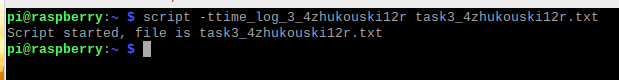 pi@raspberry:~ $ script -ttime_log_3_4zhukouski12r task3_4zhukouski12r.txt
Script started, file is task3_4zhukouski12r.txt
pi@raspberry:~ $